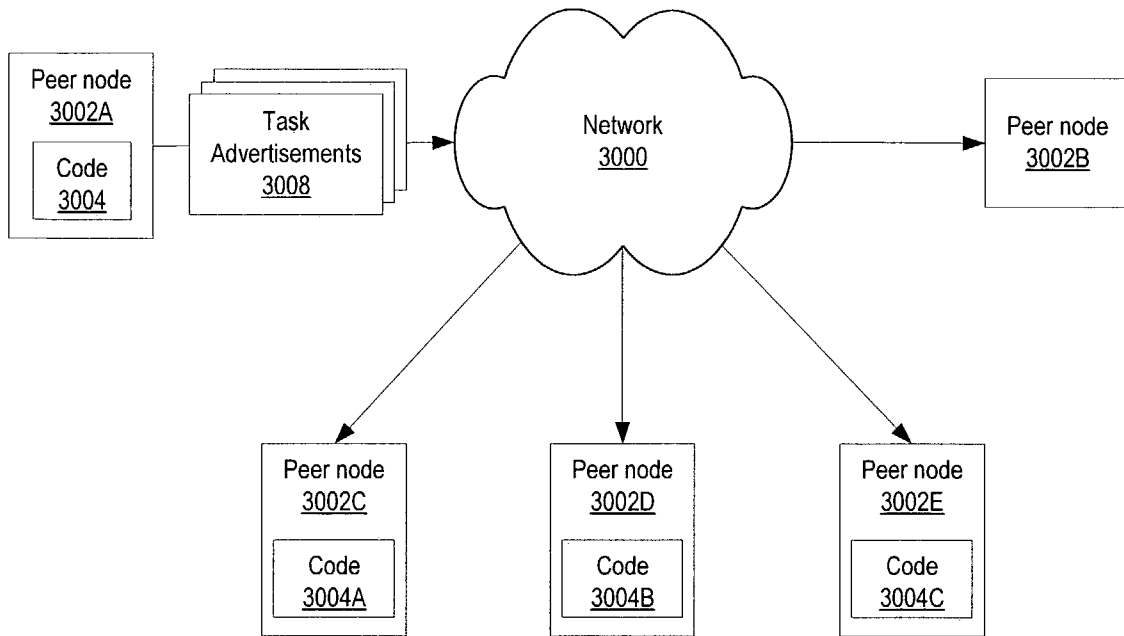 Peer node
3002A
Code
3004
Task
Advertisements
3008
Network
3000
Peer node
3002B
Peer node
3002C
Code
3004A
Peer node
3002D
Code
3004B
Peer node
3002E
Code
3004C